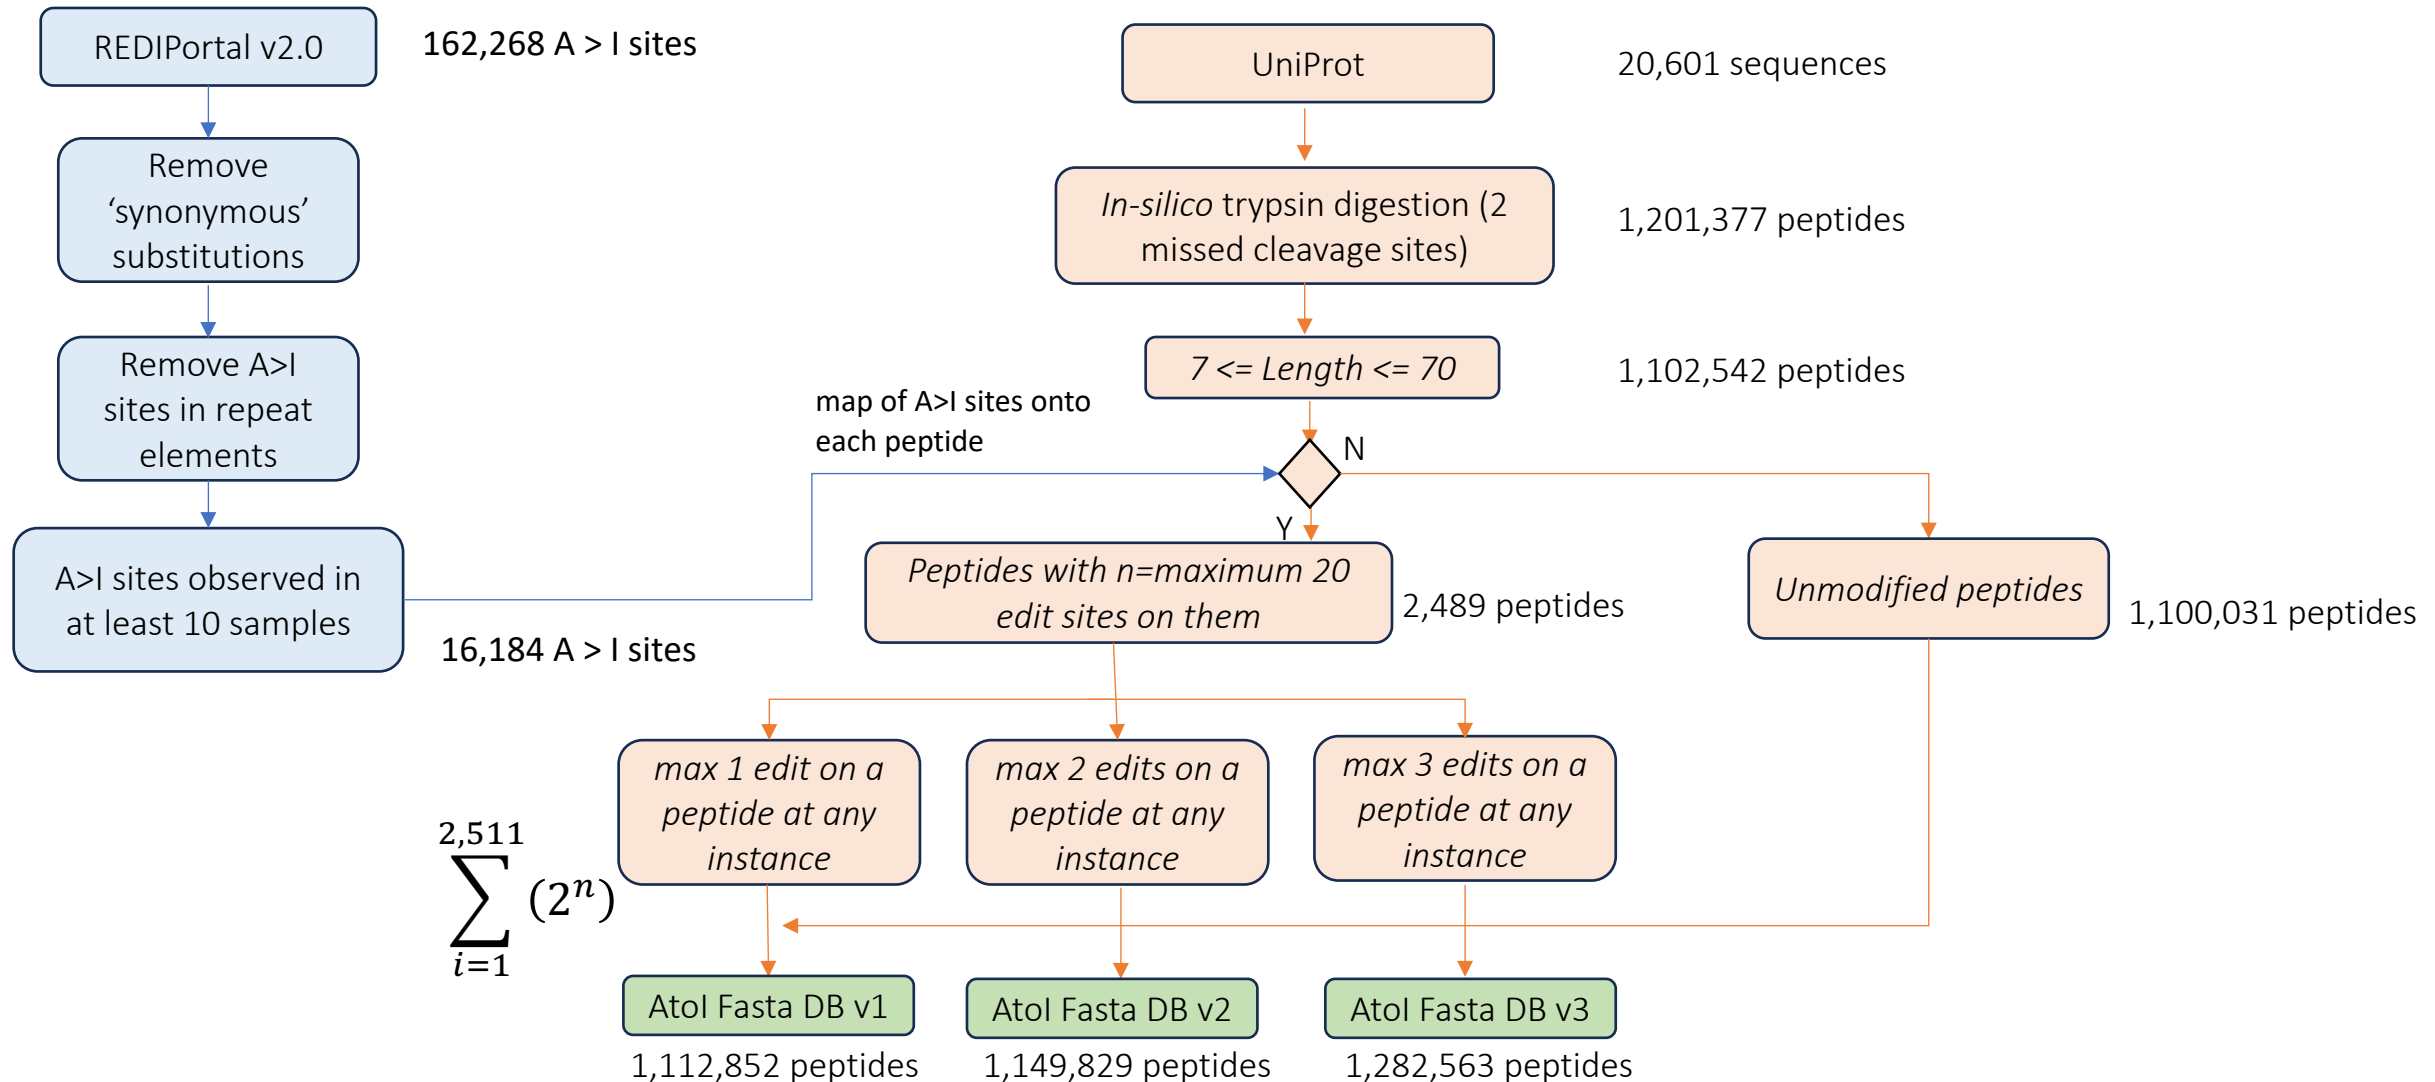 REDIPortal v2.0
162,268 A > I sites
Remove
‘synonymous’
substitutions
Remove A>I
sites in repeat
elements
A>I sites observed in
at least 10 samples
16,184 A > I sites
UniProt
20,601 sequences
In-silico trypsin digestion (2
missed cleavage sites)
1,201,377 peptides
7 <= Length <= 70
1,102,542 peptides
map of A>I sites onto
each peptide
N
Y
Peptides with n=maximum 20
edit sites on them
2,489 peptides
Unmodified peptides
1,100,031 peptides
max 1 edit on a
peptide at any
instance
max 2 edits on a
peptide at any
instance
max 3 edits on a
peptide at any
instance
2,511
∑ (2ⁿ)
i=1
AtoI Fasta DB v1
AtoI Fasta DB v2
AtoI Fasta DB v3
1,112,852 peptides
1,149,829 peptides
1,282,563 peptides